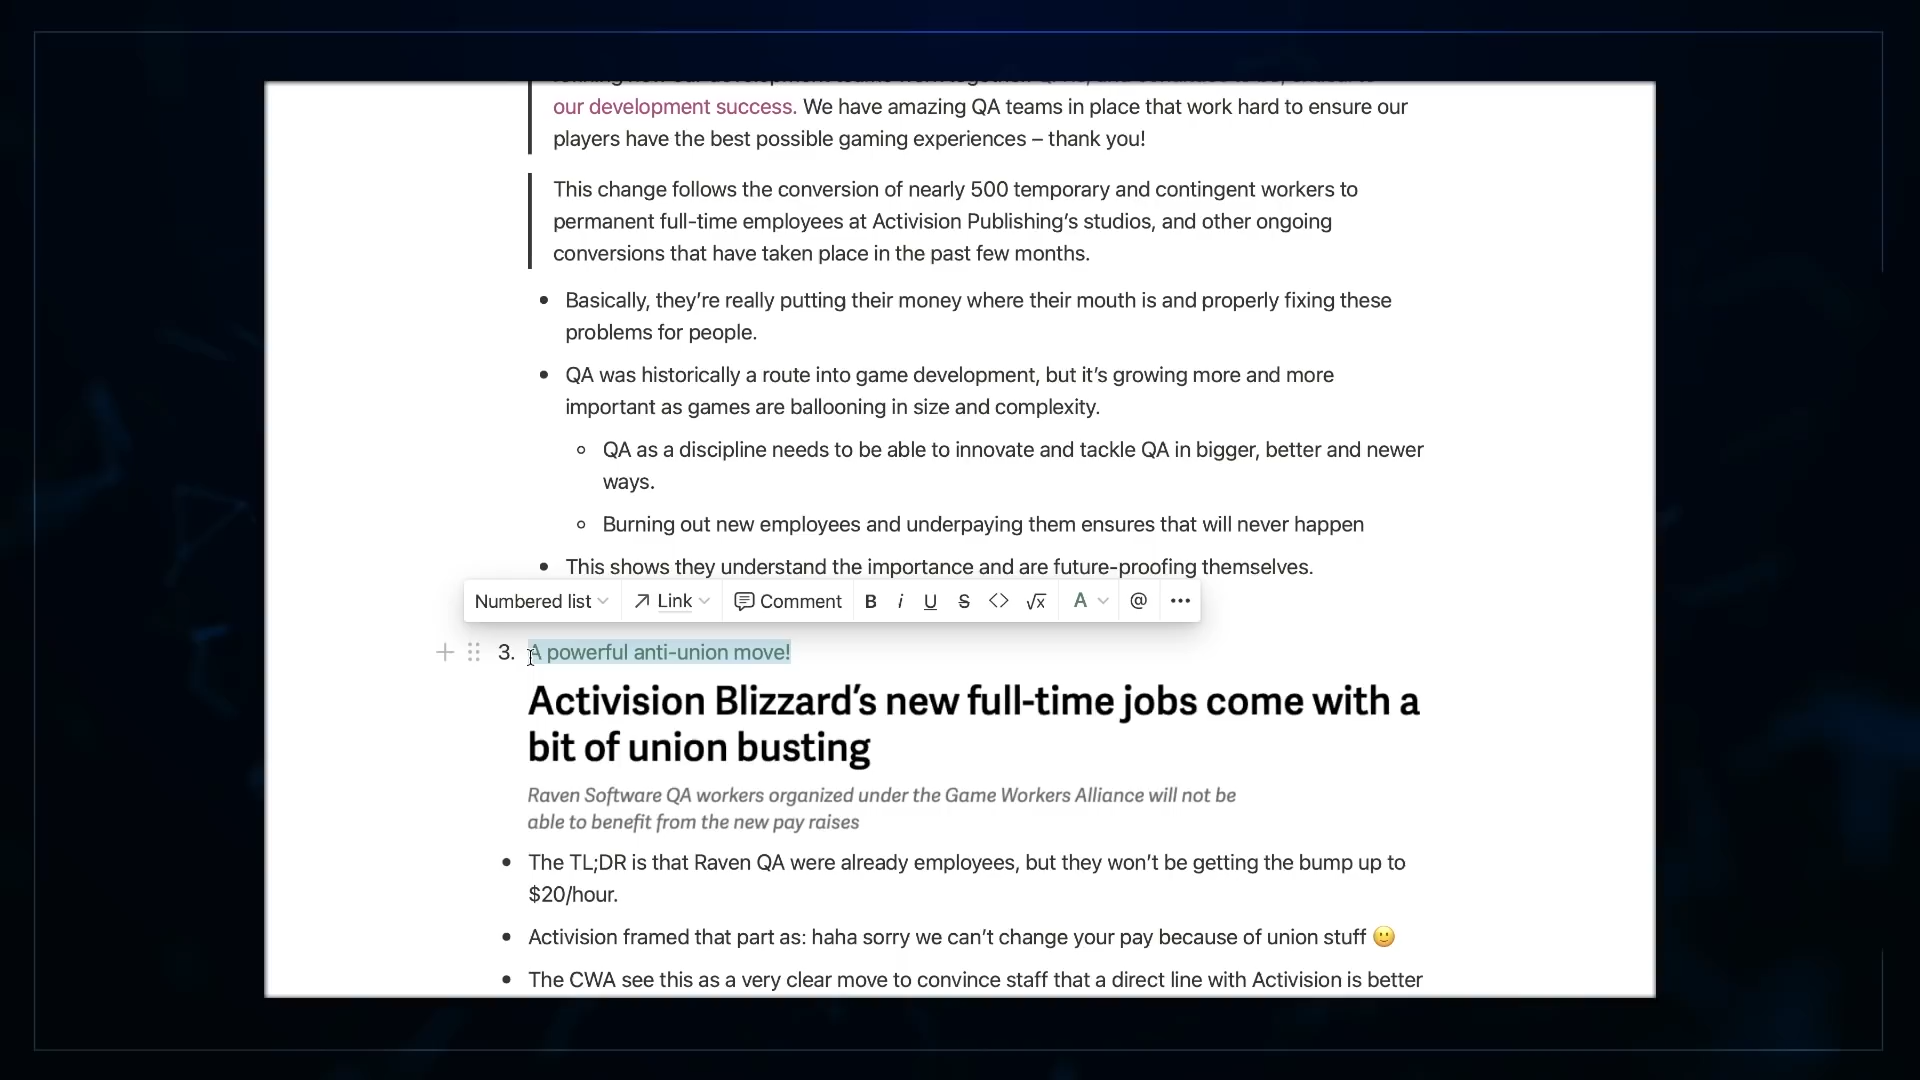 our development success. We have amazing QA teams in place that work hard to ensure our
players have the best possible gaming experiences – thank you!
This change follows the conversion of nearly 500 temporary and contingent workers to
permanent full-time employees at Activision Publishing’s studios, and other ongoing
conversions that have taken place in the past few months.
• Basically, they’re really putting their money where their mouth is and properly fixing these
problems for people.
• QA was historically a route into game development, but it’s growing more and more
important as games are ballooning in size and complexity.
◦ QA as a discipline needs to be able to innovate and tackle QA in bigger, better and newer
ways.
◦ Burning out new employees and underpaying them ensures that will never happen
• This shows they understand the importance and are future-proofing themselves.
Numbered list Link Comment B i U S <> √x A @ •••
3. A powerful anti-union move!
Activision Blizzard’s new full-time jobs come with a
bit of union busting
Raven Software QA workers organized under the Game Workers Alliance will not be
able to benefit from the new pay raises
• The TL;DR is that Raven QA were already employees, but they won’t be getting the bump up to
$20/hour.
• Activision framed that part as: haha sorry we can’t change your pay because of union stuff 🙂
• The CWA see this as a very clear move to convince staff that a direct line with Activision is better